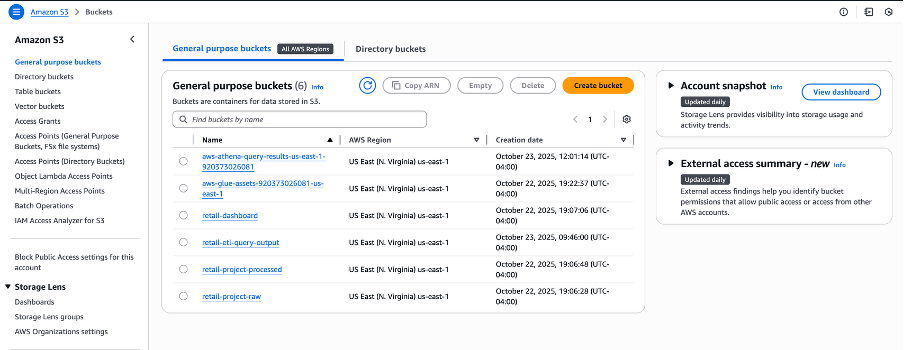 Amazon S3 > Buckets
Amazon S3
General purpose buckets
Directory buckets
Table buckets
Vector buckets
Access Grants
Access Points (General Purpose
Buckets, FSx file systems)
Access Points (Directory Buckets)
Object Lambda Access Points
Multi-Region Access Points
Batch Operations
IAM Access Analyzer for S3
Block Public Access settings for this
account
Storage Lens
Dashboards
Storage Lens groups
AWS Organizations settings
General purpose buckets All AWS Regions Directory buckets
General purpose buckets (6) Info
Copy ARN Empty Delete Create bucket
Buckets are containers for data stored in S3.
Find buckets by name
1
Name AWS Region Creation date
aws-athena-query-results-us-east-1-
920373026081
US East (N. Virginia) us-east-1
October 23, 2025, 12:01:14 (UTC-
04:00)
aws-glue-assets-920373026081-us-
east-1
US East (N. Virginia) us-east-1
October 22, 2025, 19:22:37 (UTC-
04:00)
retail-dashboard
US East (N. Virginia) us-east-1
October 22, 2025, 19:07:06 (UTC-
04:00)
retail-etl-query-output
US East (N. Virginia) us-east-1
October 23, 2025, 09:46:00 (UTC-
04:00)
retail-project-processed
US East (N. Virginia) us-east-1
October 22, 2025, 19:06:48 (UTC-
04:00)
retail-project-raw
US East (N. Virginia) us-east-1
October 22, 2025, 19:06:28 (UTC-
04:00)
Account snapshot Info
View dashboard
Updated daily
Storage Lens provides visibility into storage usage and
activity trends.
External access summary - new Info
Updated daily
External access findings help you identify bucket
permissions that allow public access or access from other
AWS accounts.